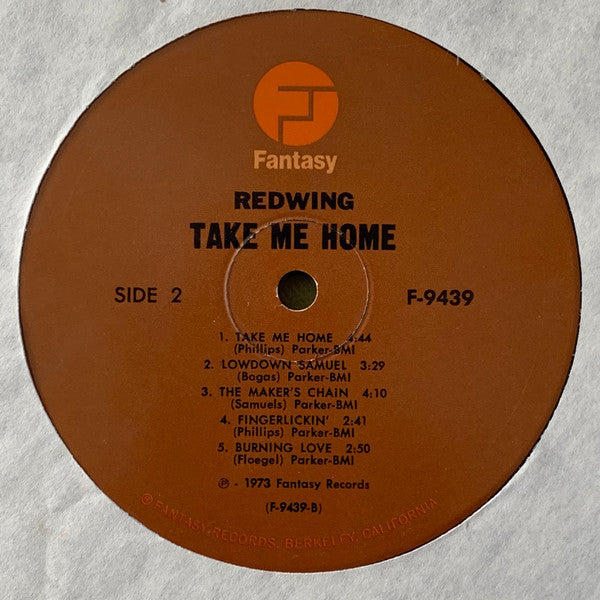 Fantasy
REDWING
TAKE ME HOME
SIDE 2
F-9439
1. TAKE ME HOME 4:44
(Phillips) Parker-BMI
2. LOWDOWN SAMUEL 3:29
(Bogas) Parker-BMI
3. THE MAKER'S CHAIN 4:10
(Samuels) Parker-BMI
4. FINGERLICKIN' 2:41
(Phillips) Parker-BMI
5. BURNING LOVE 2:50
(Floegel) Parker-BMI
℗ - 1973 Fantasy Records
(F-9439-B)
℗ FANTASY RECORDS, BERKELEY, CALIFORNIA